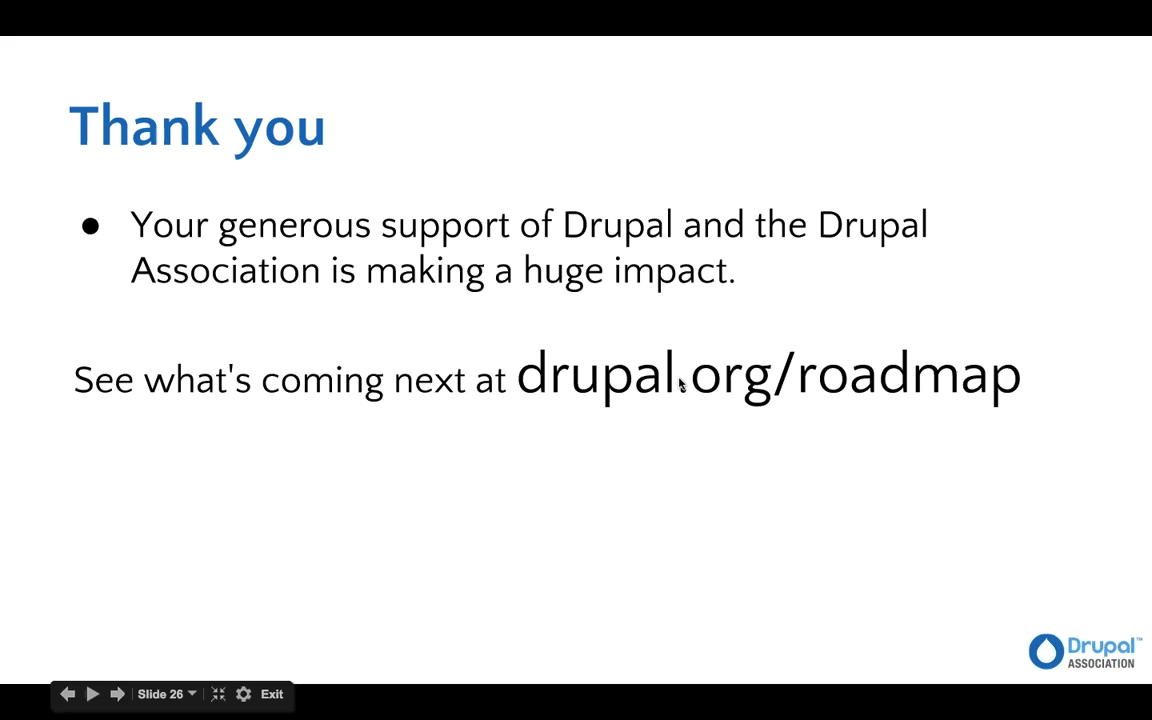 Thank you
● Your generous support of Drupal and the Drupal
Association is making a huge impact.
See what's coming next at drupal.org/roadmap
Drupal™
ASSOCIATION
Slide 26
Exit